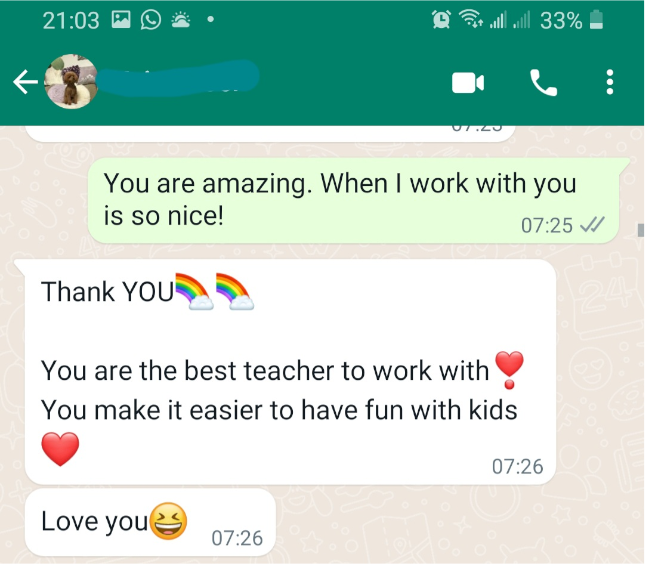 21:03
33%
07:25
You are amazing. When I work with you
is so nice!
07:25
Thank YOU🌈🌈
You are the best teacher to work with❣️
You make it easier to have fun with kids
❤️
07:26
Love you😆
07:26